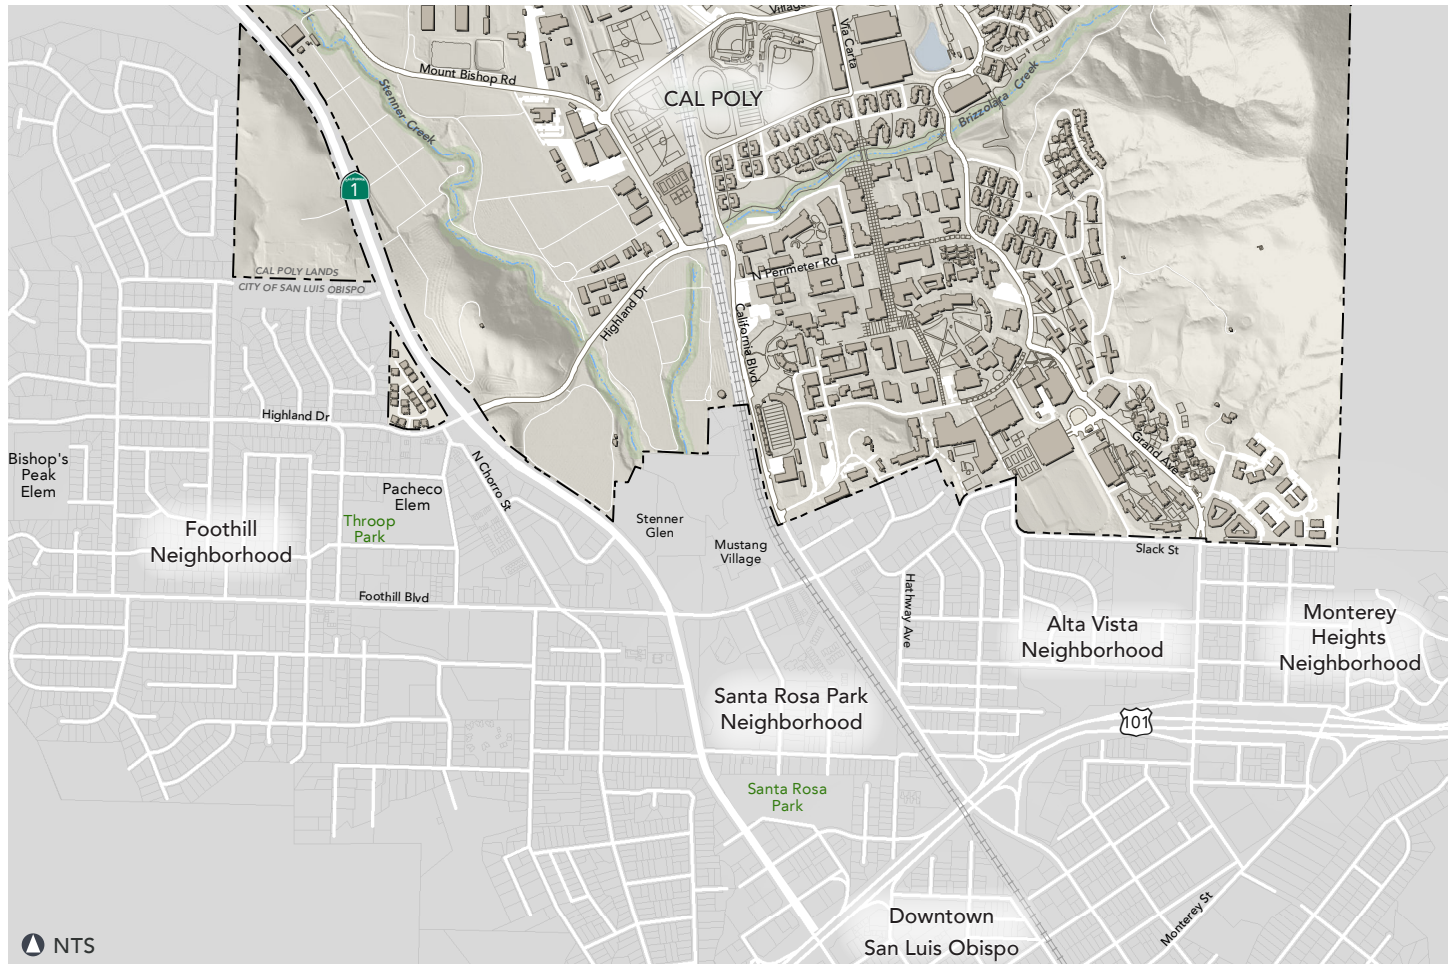 Village
Via Carta
Mount Bishop Rd
CAL POLY
Stenner Creek
Brizzolara Creek
CALIFORNIA
1
N Perimeter Rd
CAL POLY LANDS
CITY OF SAN LUIS OBISPO
Highland Dr
California Blvd
Highland Dr
Grand Ave
Bishop's
Peak
Elem
N Chorro St
Pacheco
Elem
Throop
Park
Foothill
Neighborhood
Stenner
Glen
Mustang
Village
Slack St
Foothill Blvd
Hathway Ave
Alta Vista
Neighborhood
Monterey
Heights
Neighborhood
Santa Rosa Park
Neighborhood
101
Santa Rosa
Park
Monterey St
Downtown
San Luis Obispo
NTS